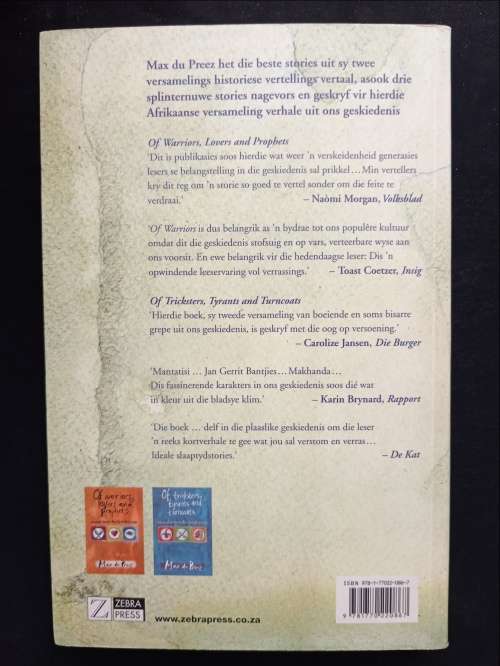 Max du Preez het die beste stories uit sy twee
versamelings historiese vertellings vertaal, asook drie
splinternuwe stories nagevors en geskryf vir hierdie
Afrikaanse versameling verhale uit ons geskiedenis
Of Warriors, Lovers and Prophets
'Dit is publikasies soos hierdie wat weer 'n verskeidenheid generasies
lesers se belangstelling in die geskiedenis sal prikkel … Min vertellers
kry dit reg om 'n storie so goed te vertel sonder om die feite te
verdraai.' – Naòmi Morgan, Volksblad
'Of Warriors is dus belangrik as 'n bydrae tot ons populêre kultuur
omdat dit die geskiedenis stofsuig en op vars, verteerbare wyse aan
ons voorsit. En ewe belangrik vir die hedendaagse leser: Dis 'n
opwindende leeservaring vol verrassings.' – Toast Coetzer, Insig
Of Tricksters, Tyrants and Turncoats
'Hierdie boek, sy tweede versameling van boeiende en soms bisarre
grepe uit ons geskiedenis, is geskryf met die oog op versoening.'
– Carolize Jansen, Die Burger
'Mantatisi … Jan Gerrit Bantjies … Makhanda …
Dis fassinerende karakters in ons geskiedenis soos dié wat
in kleur uit die bladsye klim.' – Karin Brynard, Rapport
'Die boek … delf in die plaaslike geskiedenis om die leser
'n reeks kortverhale te gee wat jou sal verstom en verras …
Ideale slaaptydstories.' – De Kat
Of warriors,
lovers and
prophets
Max du Preez
Of tricksters,
tyrants and
turncoats
Max du Preez
Z
ZEBRA
PRESS
www.zebrapress.co.za
ISBN 978-1-77022-086-7
9 781770 220867